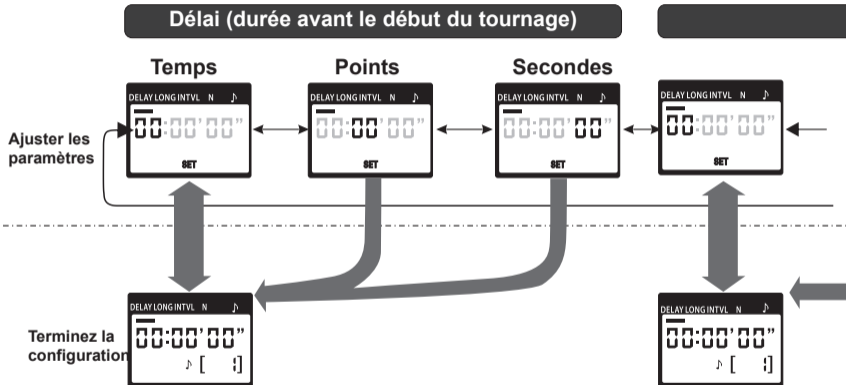 Délai (durée avant le début du tournage)
Temps
Points
Secondes
DELAY LONG INTVL N ♪
00:00'00"
SET
DELAY LONG INTVL N ♪
00:00'00"
SET
DELAY LONG INTVL N ♪
00:00'00"
SET
DELAY LONG INTVL N ♪
00:00'00"
SET
Ajuster les
paramètres
DELAY LONG INTVL N ♪
00:00'00"
♪ [ 1]
DELAY LONG INTVL N ♪
00:00'00"
♪ [ 1]
Terminez la
configuration